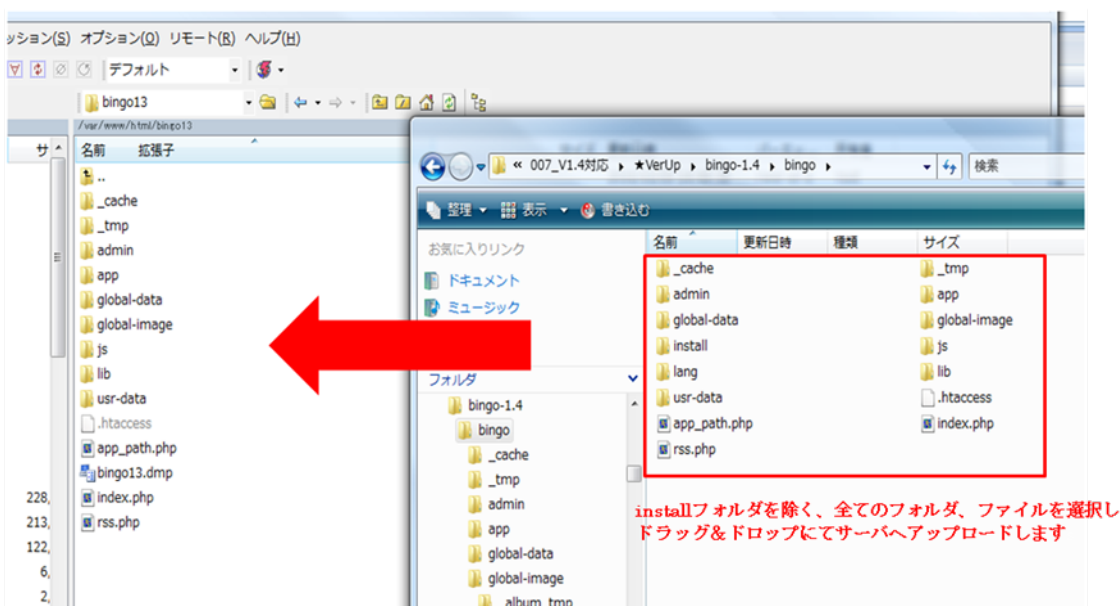 ッション(S) オプション(O) リモート(R) ヘルプ(H)
デフォルト
bingo13
/var/www/html/bingo13
サ 名前 拡張子
..
_cache
_tmp
admin
app
global-data
global-image
js
lib
usr-data
.htaccess
app_path.php
bingo13.dmp
228, index.php
213, rss.php
122,
6,
2,
« 007_V1.4対応 ▸ ★VerUp ▸ bingo-1.4 ▸ bingo ▸ 検索
整理 表示 書き込む
お気に入りリンク
ドキュメント
ミュージック
フォルダ
bingo-1.4
bingo
_cache
_tmp
admin
app
global-data
global-image
album_tmp
名前 更新日時 種類 サイズ
_cache _tmp
admin app
global-data global-image
install js
lang lib
usr-data .htaccess
app_path.php index.php
rss.php
installフォルダを除く、全てのフォルダ、ファイルを選択し
ドラッグ&ドロップにてサーバへアップロードします